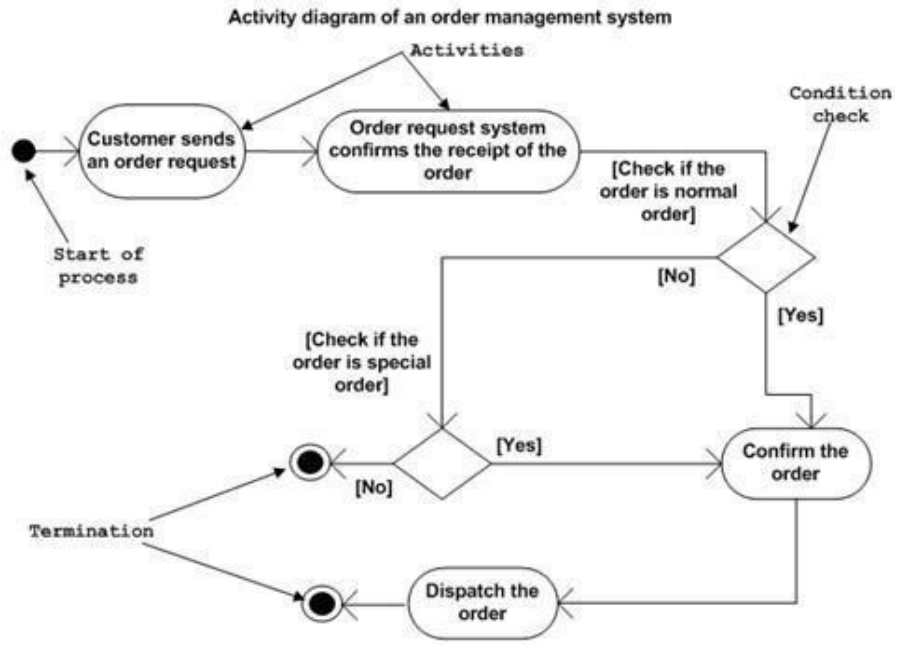 Activity diagram of an order management system
Activities
Condition
check
Customer sends
an order request
Order request system
confirms the receipt of the
order
[Check if the
order is normal
order]
Start of
process
[No]
[Yes]
[Check if the
order is special
order]
[Yes]
[No]
Confirm the
order
Termination
Dispatch the
order